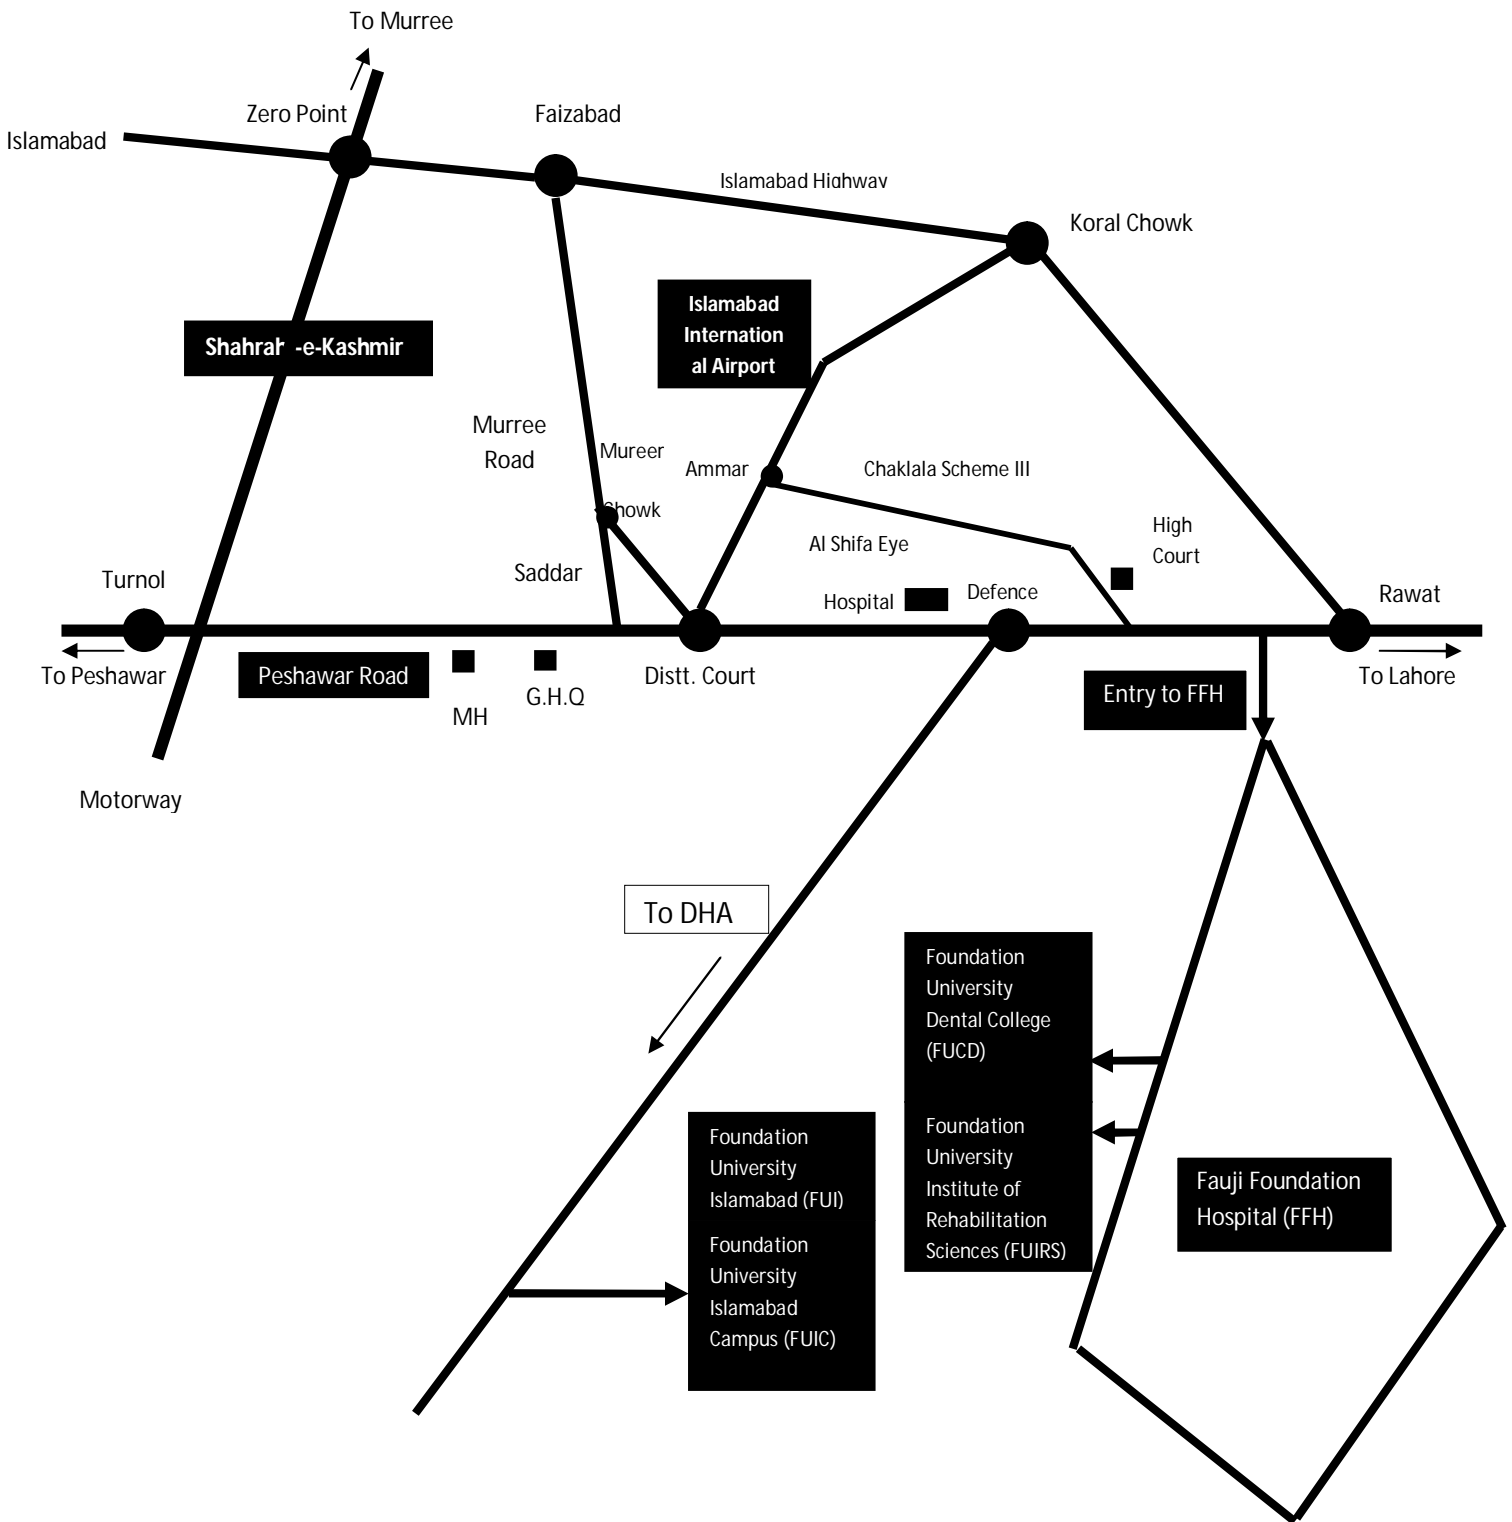 To Murree
Zero Point
Faizabad
Islamabad
Islamabad Highway
Koral Chowk
Islamabad
Internation
al Airport
Shahrah-e-Kashmir
Murree
Road
Mureer
Chowk
Ammar
Chaklala Scheme III
High
Court
Al Shifa Eye
Hospital
Saddar
Turnol
Defence
Rawat
To Peshawar
Peshawar Road
MH
G.H.Q
Distt. Court
Entry to FFH
To Lahore
Motorway
To DHA
Foundation
University
Dental College
(FUCD)
Foundation
University
Institute of
Rehabilitation
Sciences (FUIRS)
Foundation
University
Islamabad (FUI)
Foundation
University
Islamabad
Campus (FUIC)
Fauji Foundation
Hospital (FFH)